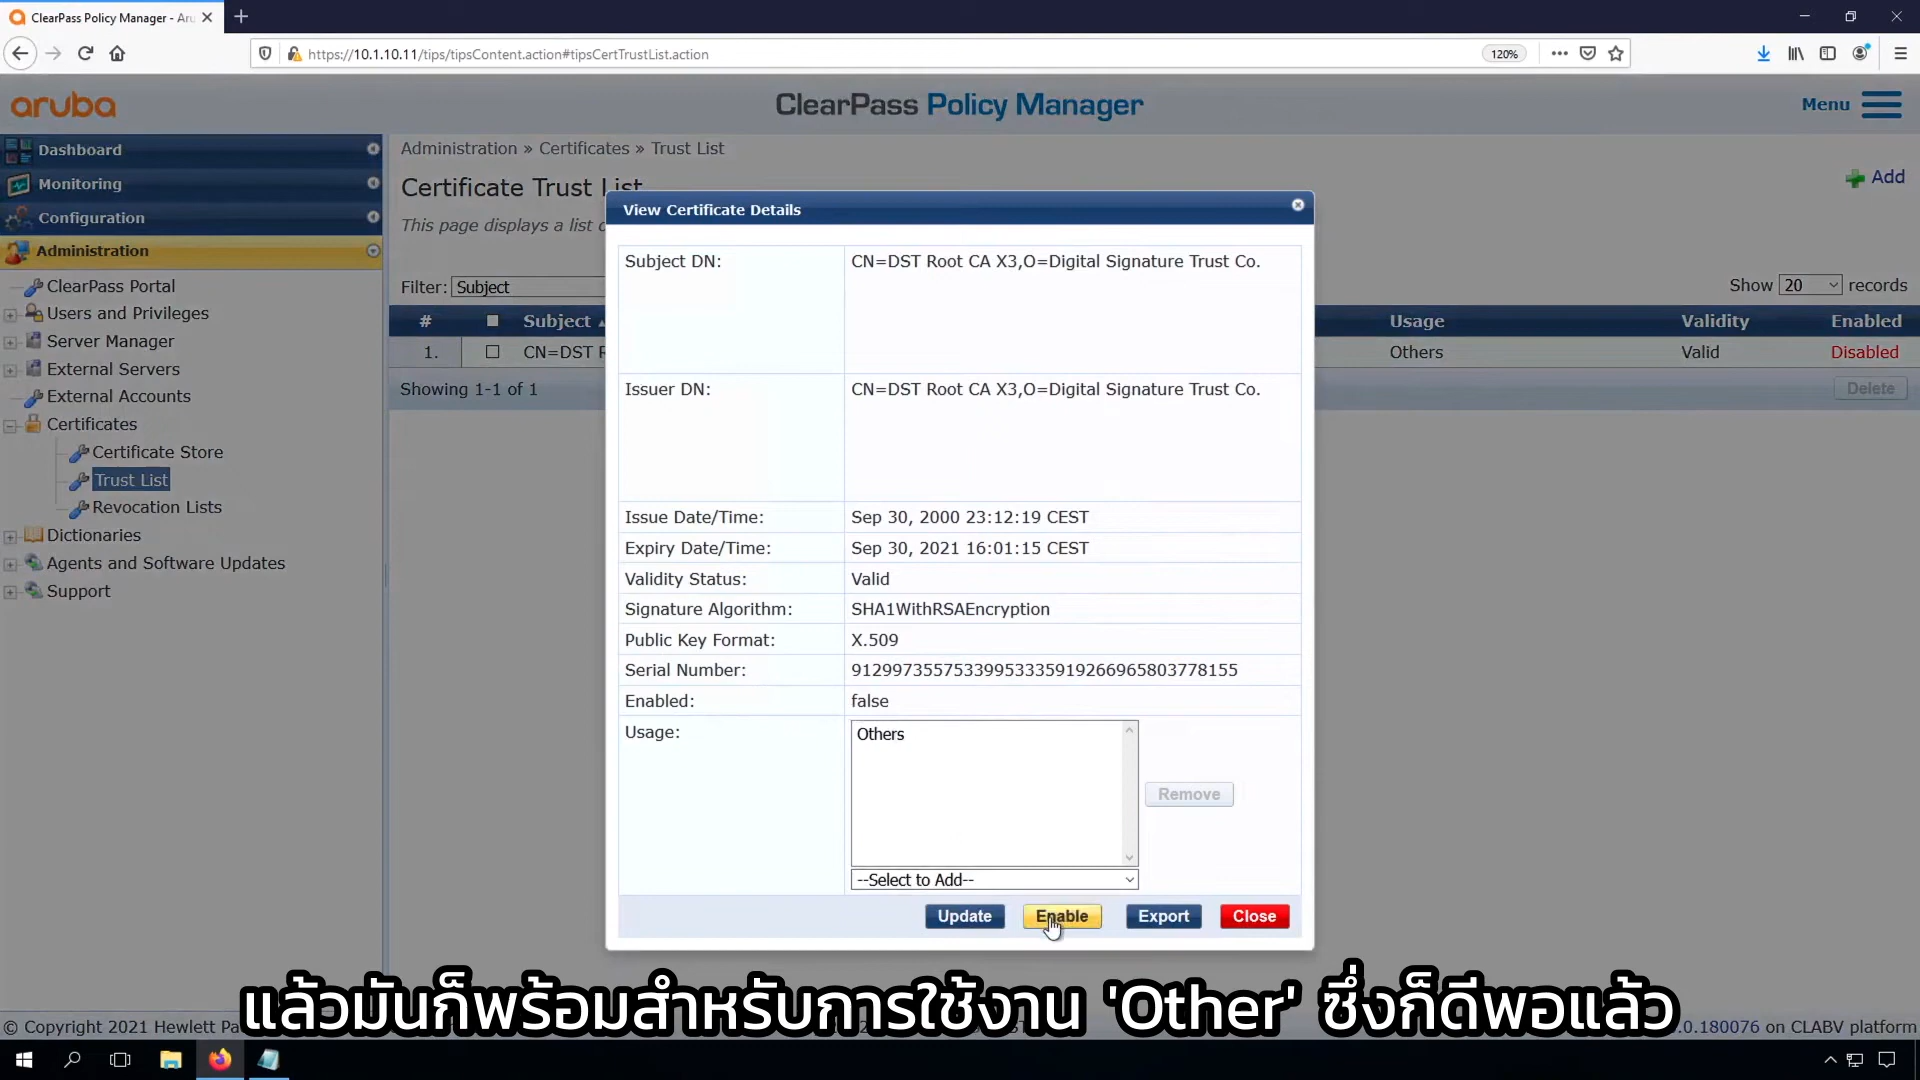 ClearPass Policy Manager - Aru
https://10.1.10.11/tips/tipsContent.action#tipsCertTrustList.action
120%
aruba
ClearPass Policy Manager
Menu
Dashboard
Monitoring
Configuration
Administration
ClearPass Portal
Users and Privileges
Server Manager
External Servers
External Accounts
Certificates
Certificate Store
Trust List
Revocation Lists
Dictionaries
Agents and Software Updates
Support
Administration » Certificates » Trust List
Certificate Trust List
Add
This page displays a list
Filter: Subject
Show 20 records
# Subject Usage Validity Enabled
1. CN=DST Others Valid Disabled
Showing 1-1 of 1
Delete
View Certificate Details
Subject DN: CN=DST Root CA X3,O=Digital Signature Trust Co.
Issuer DN: CN=DST Root CA X3,O=Digital Signature Trust Co.
Issue Date/Time: Sep 30, 2000 23:12:19 CEST
Expiry Date/Time: Sep 30, 2021 16:01:15 CEST
Validity Status: Valid
Signature Algorithm: SHA1WithRSAEncryption
Public Key Format: X.509
Serial Number: 91299735575339953335919266965803778155
Enabled: false
Usage: Others
Remove
--Select to Add--
Update Enable Export Close
แล้วมันก็พร้อมสำหรับการใช้งาน 'Other' ซึ่งก็ดีพอแล้ว
© Copyright 2021 Hewlett Pa
.0.180076 on CLABV platform